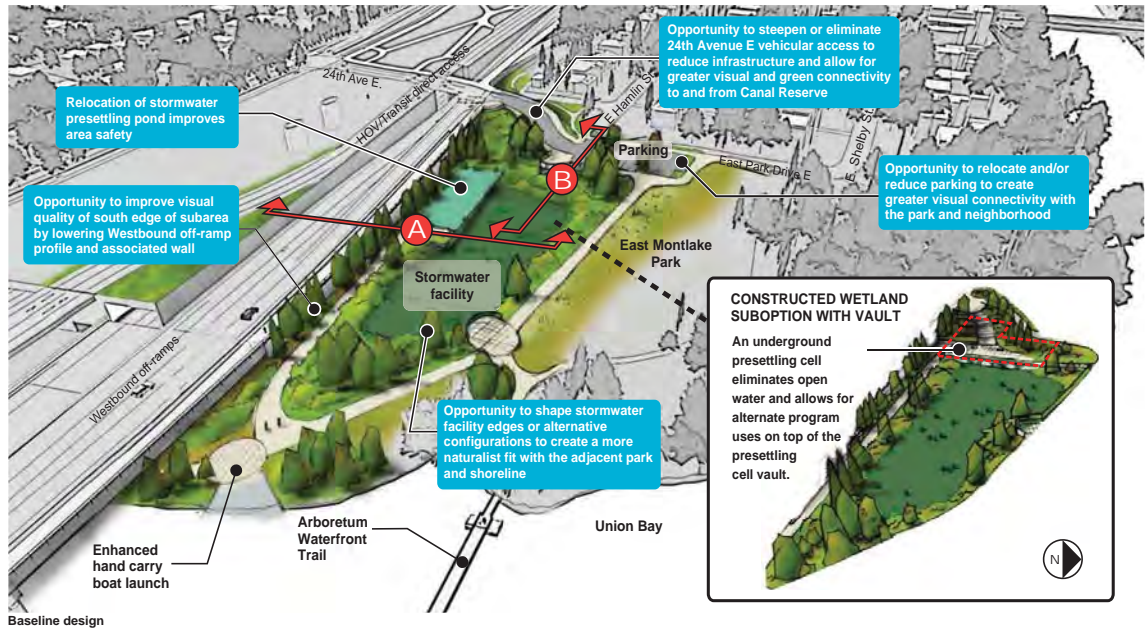 Opportunity to steepen or eliminate
24th Avenue E vehicular access to
reduce infrastructure and allow for
greater visual and green connectivity
to and from Canal Reserve
24th Ave E.
HOV/Transit direct access
E Hamlin St
Relocation of stormwater
presettling pond improves
area safety
Parking
East Park Drive E
E. Shelby St.
Opportunity to relocate and/or
reduce parking to create
greater visual connectivity with
the park and neighborhood
B
Opportunity to improve visual
quality of south edge of subarea
by lowering Westbound off-ramp
profile and associated wall
A
East Montlake
Park
Stormwater
facility
Westbound off-ramps
CONSTRUCTED WETLAND
SUBOPTION WITH VAULT
An underground
presettling cell
eliminates open
water and allows for
alternate program
uses on top of the
presettling
cell vault.
N
Opportunity to shape stormwater
facility edges or alternative
configurations to create a more
naturalist fit with the adjacent park
and shoreline
Enhanced
hand carry
boat launch
Arboretum
Waterfront
Trail
Union Bay
Baseline design